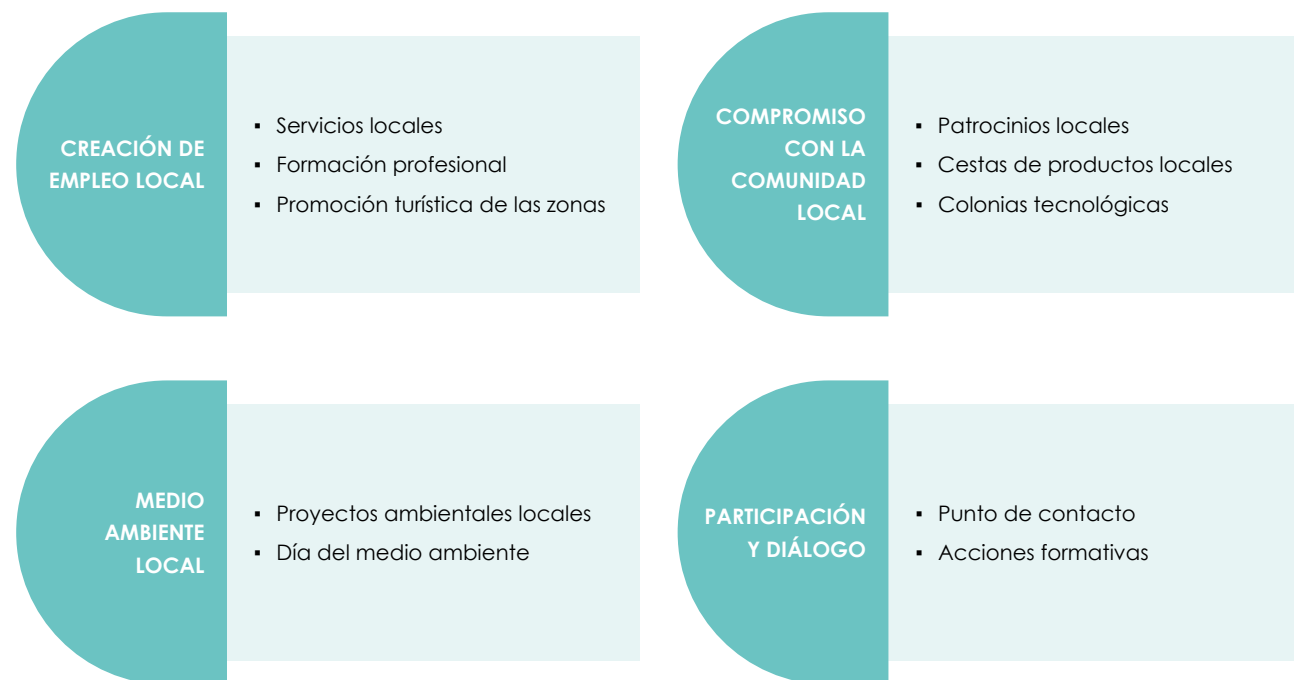 CREACIÓN DE
EMPLEO LOCAL
▪ Servicios locales
▪ Formación profesional
▪ Promoción turística de las zonas
COMPROMISO
CON LA
COMUNIDAD
LOCAL
▪ Patrocinios locales
▪ Cestas de productos locales
▪ Colonias tecnológicas
MEDIO
AMBIENTE
LOCAL
▪ Proyectos ambientales locales
▪ Día del medio ambiente
PARTICIPACIÓN
Y DIÁLOGO
▪ Punto de contacto
▪ Acciones formativas